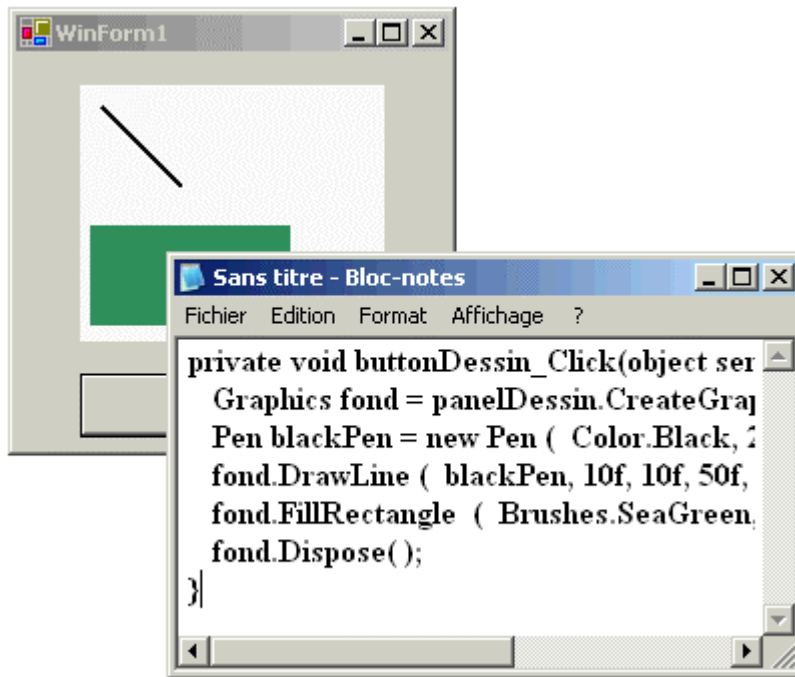 WinForm1
Sans titre - Bloc-notes
Fichier Edition Format Affichage ?
private void buttonDessin_Click(object ser
Graphics fond = panelDessin.CreateGrap
Pen blackPen = new Pen ( Color.Black, 2
fond.DrawLine ( blackPen, 10f, 10f, 50f,
fond.FillRectangle ( Brushes.SeaGreen,
fond.Dispose( );
}